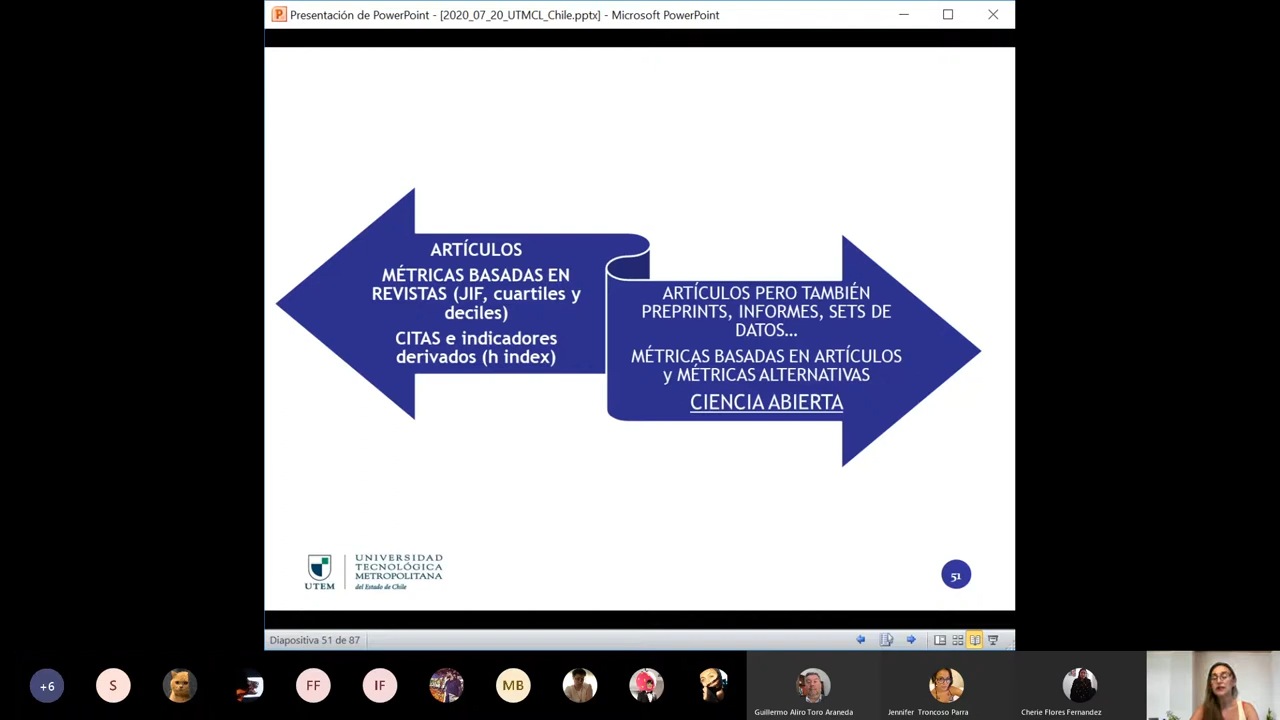 Presentación de PowerPoint - [2020_07_20_UTMCL_Chile.pptx] - Microsoft PowerPoint
ARTÍCULOS
MÉTRICAS BASADAS EN
REVISTAS (JIF, cuartiles y
deciles)
CITAS e indicadores
derivados (h index)
ARTÍCULOS PERO TAMBIÉN
PREPRINTS, INFORMES, SETS DE
DATOS...
MÉTRICAS BASADAS EN ARTÍCULOS
y MÉTRICAS ALTERNATIVAS
CIENCIA ABIERTA
UTEM
UNIVERSIDAD
TECNOLÓGICA
METROPOLITANA
del Estado de Chile
51
Diapositiva 51 de 87
+6
S
FF
IF
MB
Guillermo Aliro Toro Araneda
Jennifer Troncoso Parra
Cherie Flores Fernandez